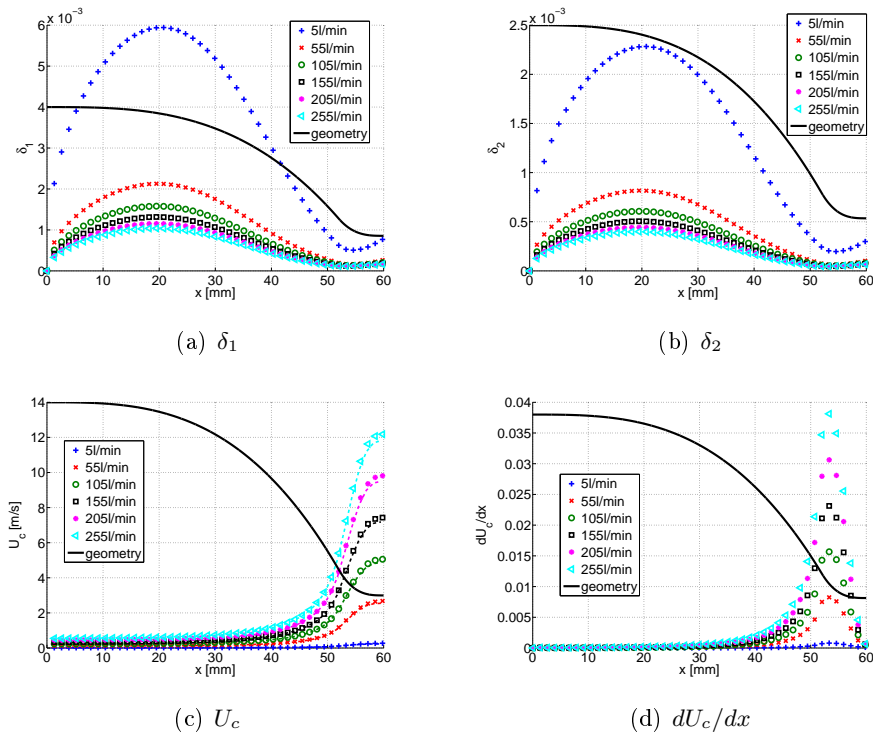 x 10⁻³
6
5
4
3
2
1
0
δ₁
0 10 20 30 40 50 60
x [mm]
5l/min
55l/min
105l/min
155l/min
205l/min
255l/min
geometry
(a) δ₁
x 10⁻³
2.5
2
1.5
1
0.5
0
δ₂
0 10 20 30 40 50 60
x [mm]
5l/min
55l/min
105l/min
155l/min
205l/min
255l/min
geometry
(b) δ₂
14
12
10
8
6
4
2
0
U_c [m/s]
0 10 20 30 40 50 60
x [mm]
5l/min
55l/min
105l/min
155l/min
205l/min
255l/min
geometry
(c) U_c
0.04
0.035
0.03
0.025
0.02
0.015
0.01
0.005
0
dU_c/dx
0 10 20 30 40 50 60
x [mm]
5l/min
55l/min
105l/min
155l/min
205l/min
255l/min
geometry
(d) dU_c/dx